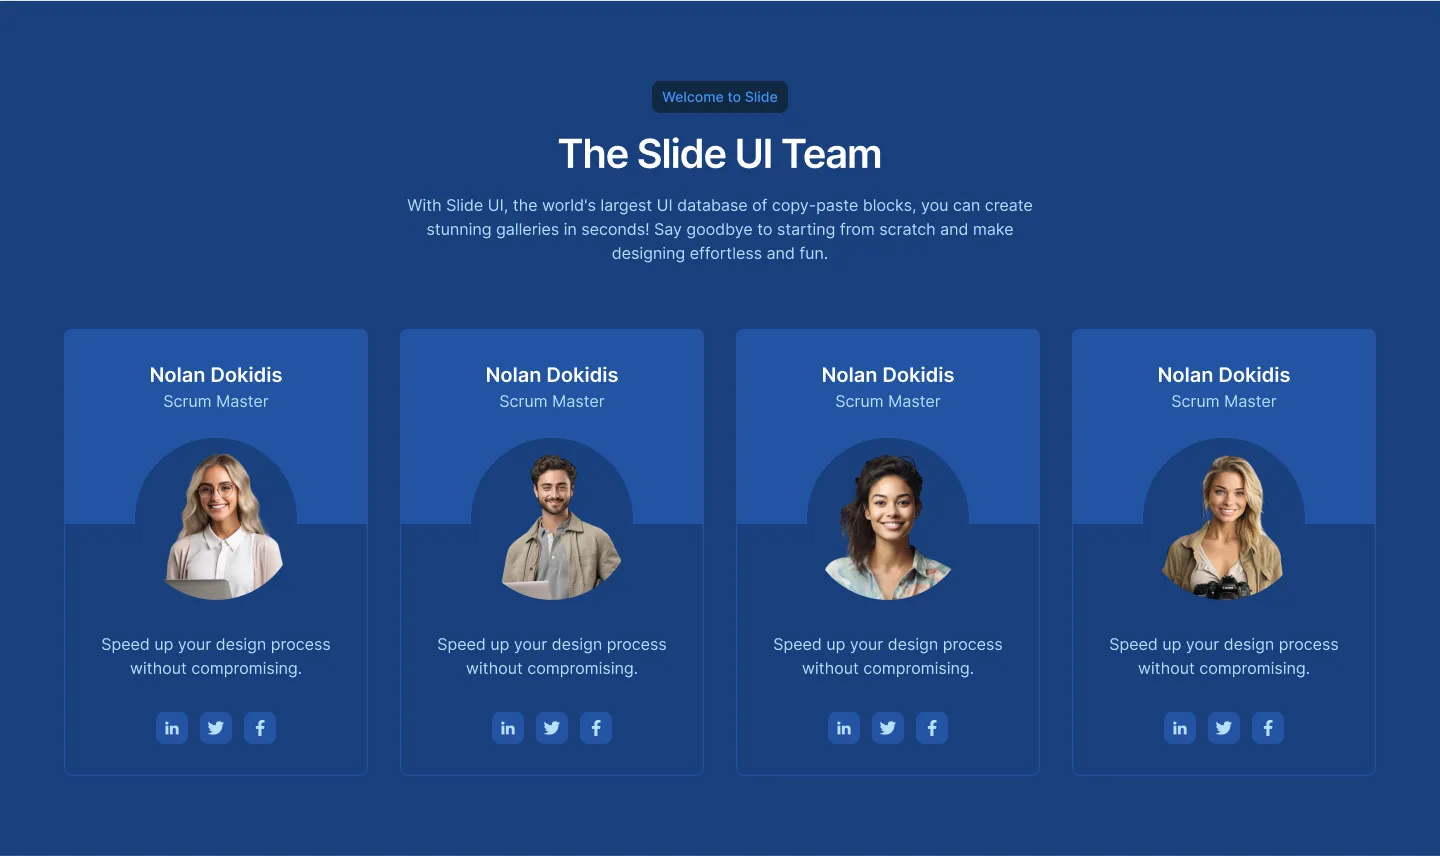 Welcome to Slide
The Slide UI Team
With Slide UI, the world's largest UI database of copy-paste blocks, you can create
stunning galleries in seconds! Say goodbye to starting from scratch and make
designing effortless and fun.
Nolan Dokidis
Scrum Master
Speed up your design process
without compromising.
in
f
Nolan Dokidis
Scrum Master
Speed up your design process
without compromising.
in
f
Nolan Dokidis
Scrum Master
Speed up your design process
without compromising.
in
f
Nolan Dokidis
Scrum Master
Speed up your design process
without compromising.
in
f